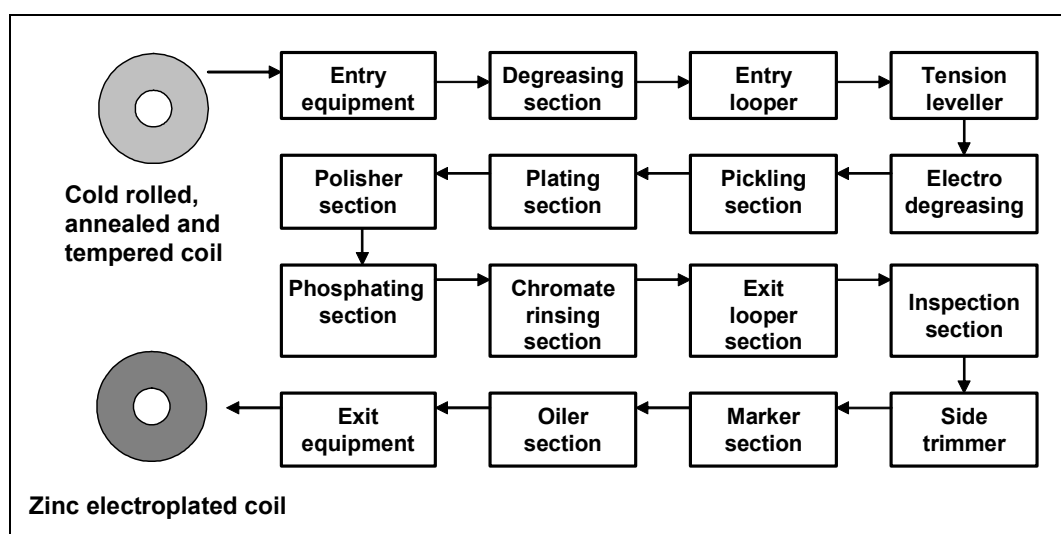 Entry
equipment
Degreasing
section
Entry
looper
Tension
leveller
Cold rolled,
annealed and
tempered coil
Polisher
section
Plating
section
Pickling
section
Electro
degreasing
Phosphating
section
Chromate
rinsing
section
Exit
looper
section
Inspection
section
Exit
equipment
Oiler
section
Marker
section
Side
trimmer
Zinc electroplated coil